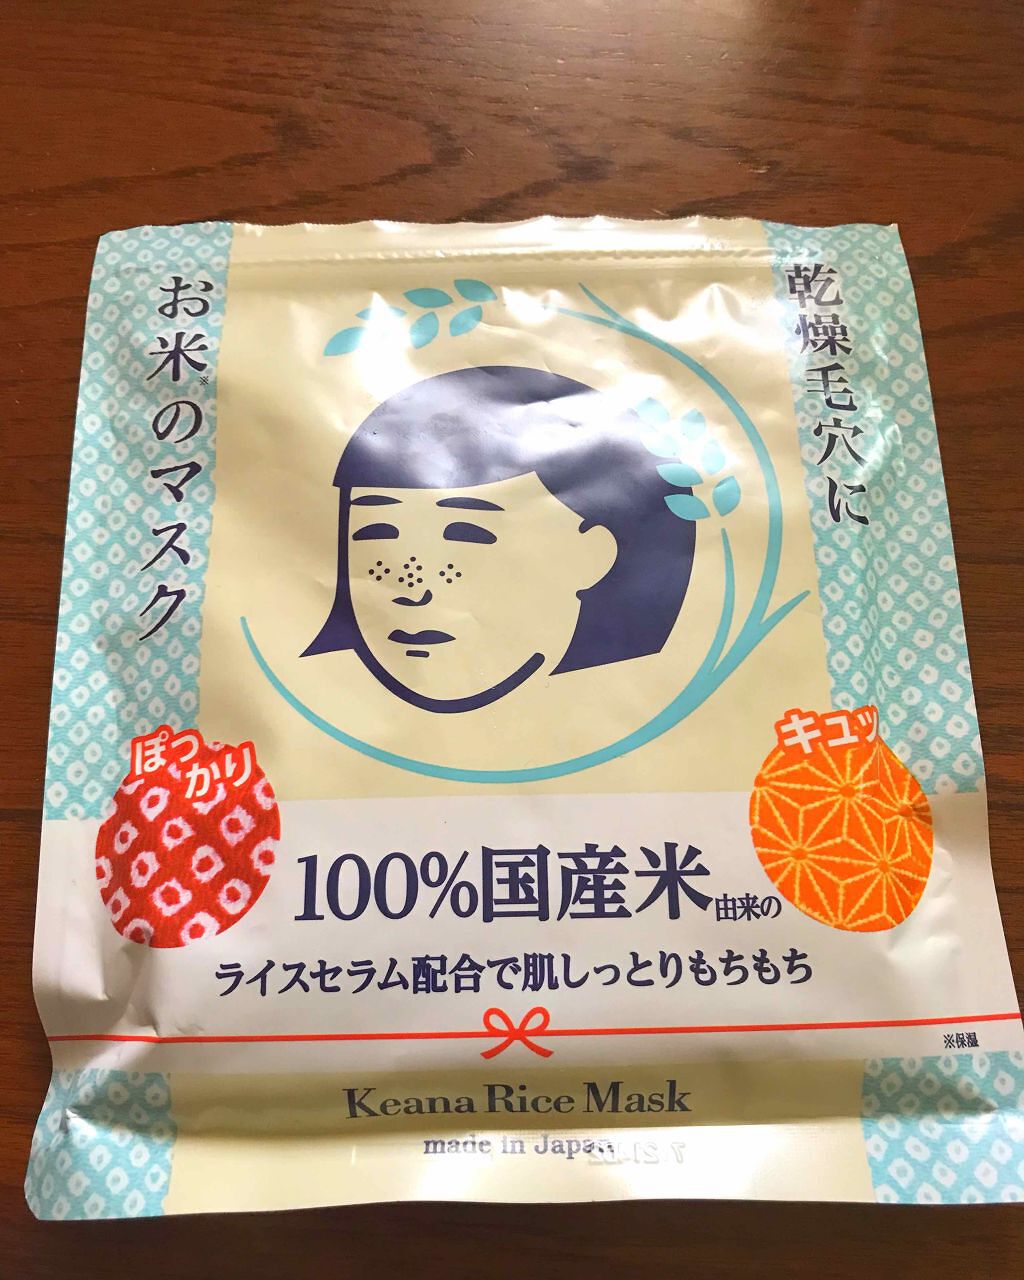 乾燥毛穴に
お米※のマスク
ぽっかり
キュッ
100%国産米由来の
ライスセラム配合で肌しっとりもちもち
※保湿
Keana Rice Mask
made in Japan